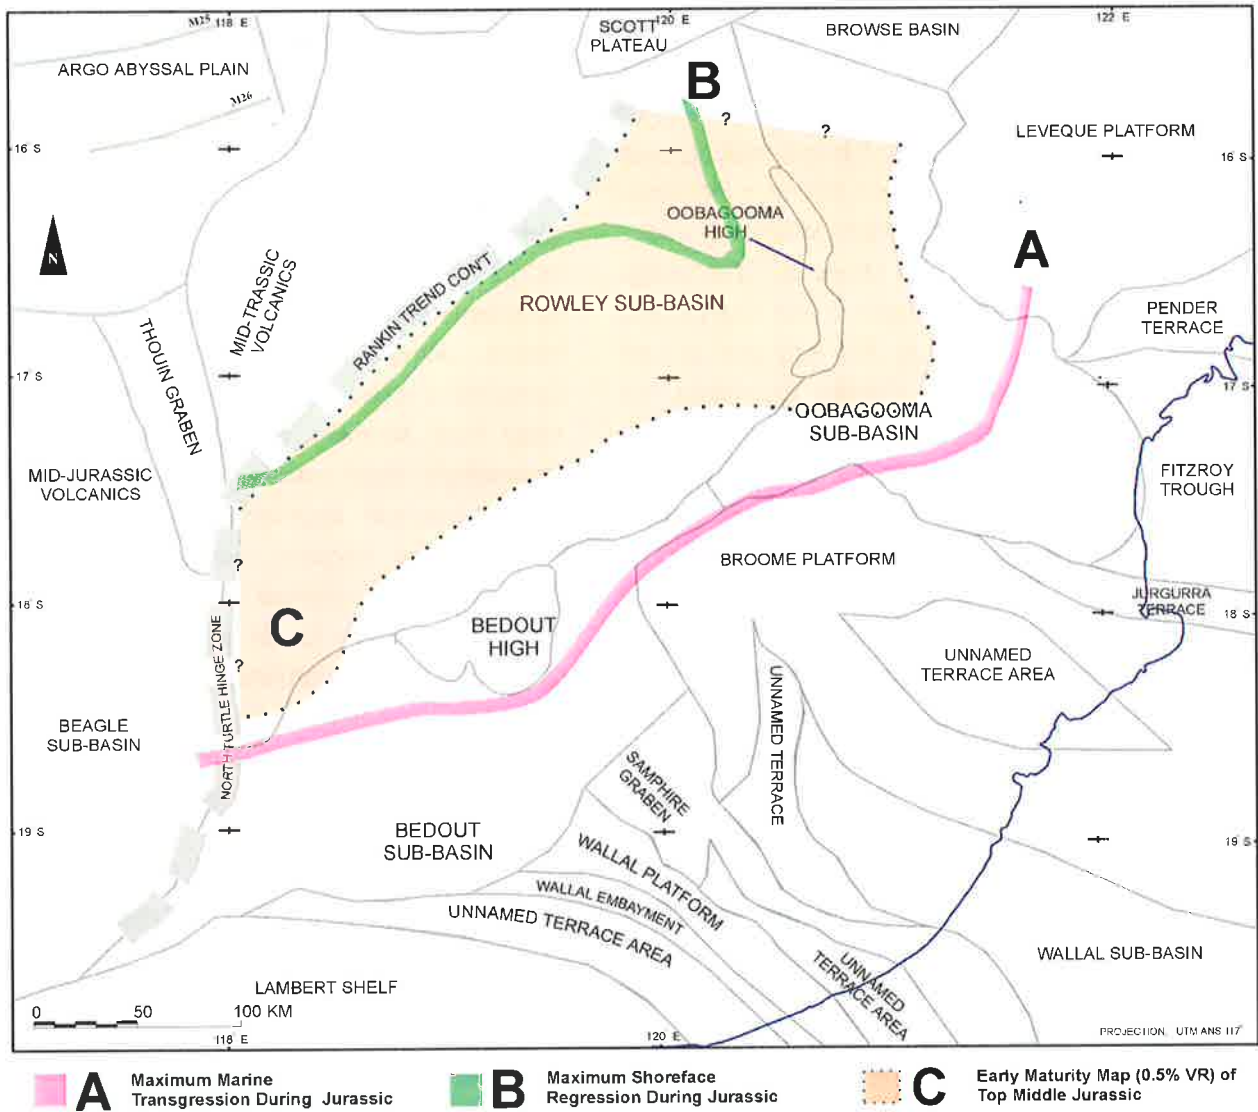 M25
118 E
120 E
122 E
SCOTT
PLATEAU
BROWSE BASIN
ARGO ABYSSAL PLAIN
M26
B
?
?
LEVEQUE PLATFORM
16 S
16 S
N
OOBAGOOMA
HIGH
A
MID-TRASSIC
VOLCANICS
RANKIN TREND CON'T
ROWLEY SUB-BASIN
THOUIN GRABEN
PENDER
TERRACE
17 S
17 S
OOBAGOOMA
SUB-BASIN
MID-JURASSIC
VOLCANICS
FITZROY
TROUGH
?
BROOME PLATFORM
18 S
18 S
JURGURRA
TERRACE
C
BEDOUT
HIGH
?
NORTH TURTLE HINGE ZONE
UNNAMED
TERRACE AREA
UNNAMED TERRACE
BEAGLE
SUB-BASIN
SAMPHIRE
GRABEN
19 S
19 S
BEDOUT
SUB-BASIN
WALLAL PLATFORM
WALLAL EMBAYMENT
UNNAMED TERRACE AREA
UNNAMED
TERRACE AREA
WALLAL SUB-BASIN
LAMBERT SHELF
0 50 100 KM
118 E
120 E
PROJECTION: UTM ANS 117
A Maximum Marine
Transgression During Jurassic
B Maximum Shoreface
Regression During Jurassic
C Early Maturity Map (0.5% VR) of
Top Middle Jurassic